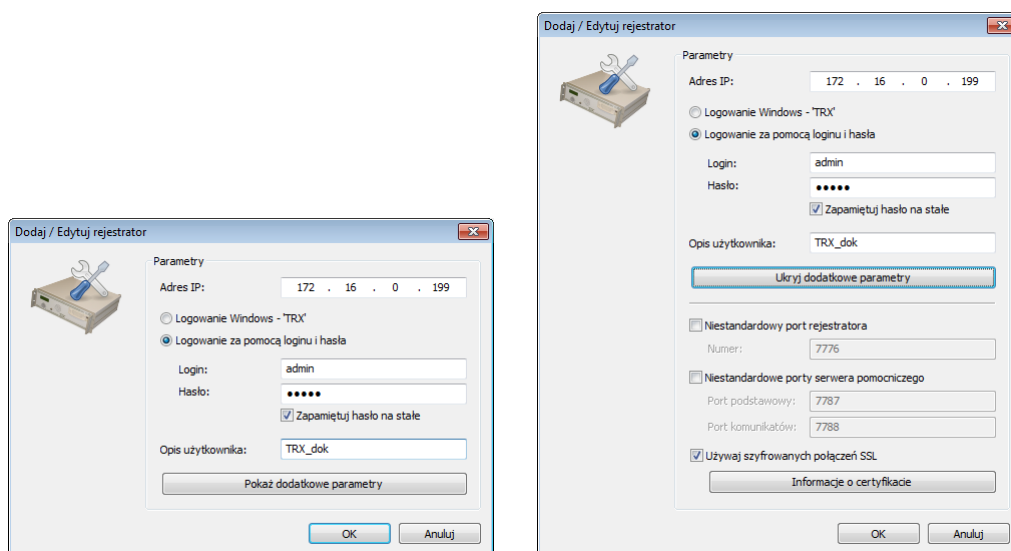 Dodaj / Edytuj rejestrator
Parametry
Adres IP: 172 . 16 . 0 . 199
Logowanie Windows - 'TRX'
Logowanie za pomocą loginu i hasła
Login: admin
Hasło: •••••
Zapamiętuj hasło na stałe
Opis użytkownika: TRX_dok
Pokaż dodatkowe parametry
OK Anuluj
Dodaj / Edytuj rejestrator
Parametry
Adres IP: 172 . 16 . 0 . 199
Logowanie Windows - 'TRX'
Logowanie za pomocą loginu i hasła
Login: admin
Hasło: •••••
Zapamiętuj hasło na stałe
Opis użytkownika: TRX_dok
Ukryj dodatkowe parametry
Niestandardowy port rejestratora
Numer: 7776
Niestandardowe porty serwera pomocniczego
Port podstawowy: 7787
Port komunikatów: 7788
Używaj szyfrowanych połączeń SSL
Informacje o certyfikacie
OK Anuluj